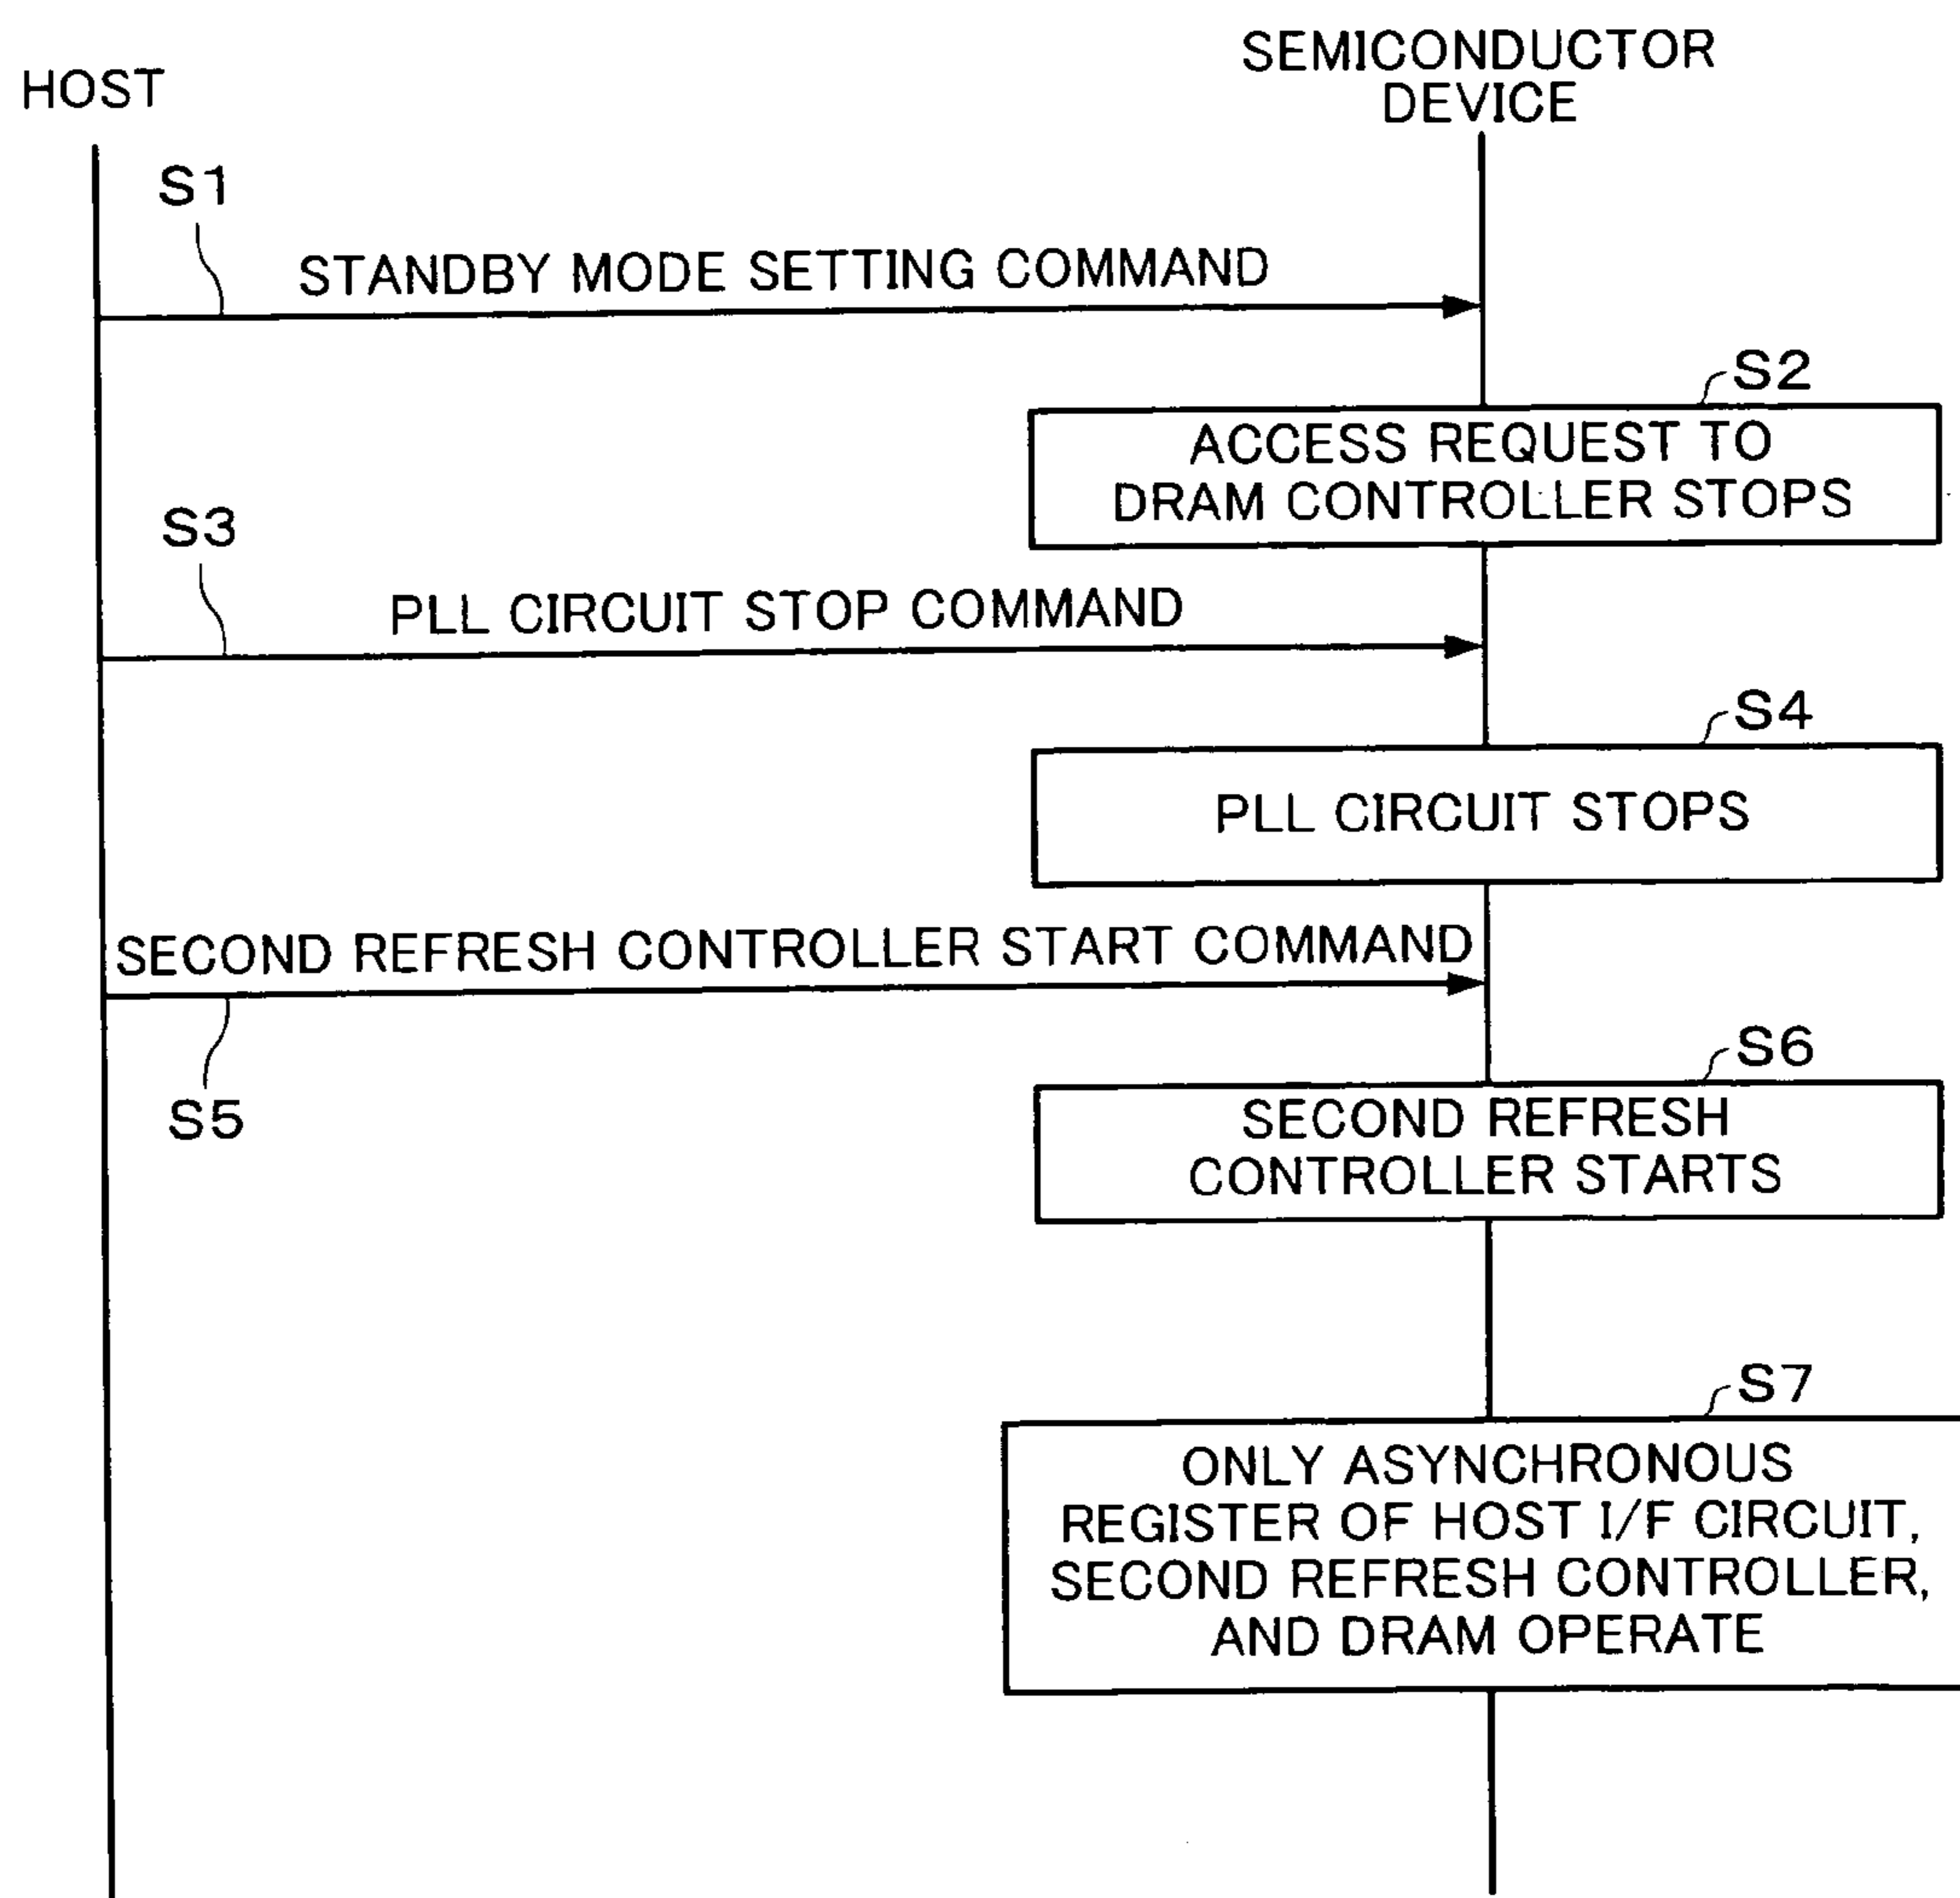 HOST
SEMICONDUCTOR
DEVICE
S1
STANDBY MODE SETTING COMMAND
S2
ACCESS REQUEST TO
DRAM CONTROLLER STOPS
S3
PLL CIRCUIT STOP COMMAND
S4
PLL CIRCUIT STOPS
SECOND REFRESH CONTROLLER START COMMAND
S5
S6
SECOND REFRESH
CONTROLLER STARTS
S7
ONLY ASYNCHRONOUS
REGISTER OF HOST I/F CIRCUIT,
SECOND REFRESH CONTROLLER,
AND DRAM OPERATE